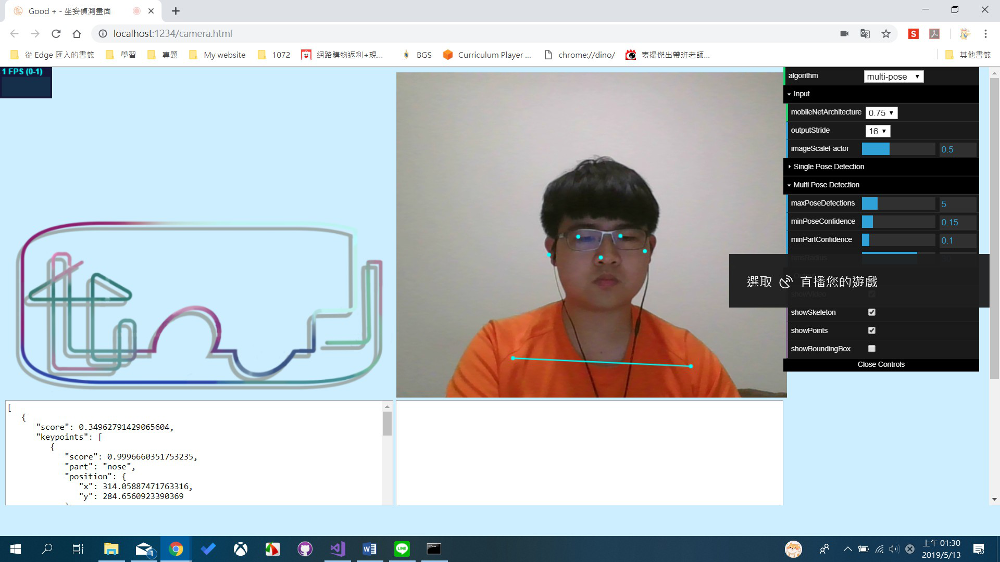 Good + - 坐姿偵測畫面
localhost:1234/camera.html
從 Edge 匯入的書籤
學習
專題
My website
1072
網路購物返利+現...
BGS
Curriculum Player ...
chrome://dino/
表揚傑出帶班老師...
其他書籤
1 FPS (0-1)
algorithm
multi-pose
Input
mobileNetArchitecture
0.75
outputStride
16
imageScaleFactor
0.5
Single Pose Detection
Multi Pose Detection
maxPoseDetections
5
minPoseConfidence
0.15
minPartConfidence
0.1
nmsRadius
選取 直播您的遊戲
showVideo
showSkeleton
showPoints
showBoundingBox
Close Controls
[
{
"score": 0.34962791429065604,
"keypoints": [
{
"score": 0.9996660351753235,
"part": "nose",
"position": {
"x": 314.05887471763316,
"y": 284.6560923390369
上午 01:30
2019/5/13